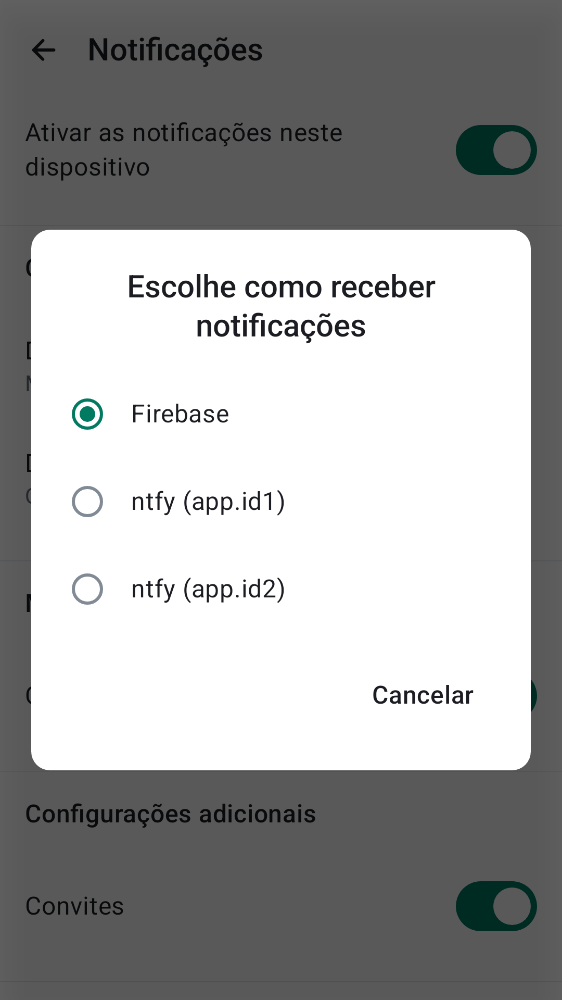 Notificações
Ativar as notificações neste
dispositivo
Escolhe como receber
notificações
Firebase
ntfy (app.id1)
ntfy (app.id2)
Cancelar
Configurações adicionais
Convites